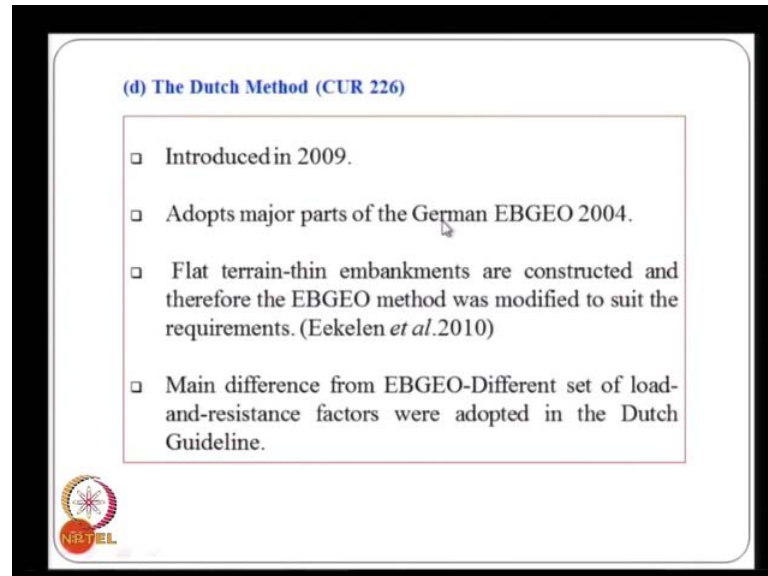 (d) The Dutch Method (CUR 226)
Introduced in 2009.
Adopts major parts of the German EBGEO 2004.
Flat terrain-thin embankments are constructed and
therefore the EBGEO method was modified to suit the
requirements. (Eekelen et al.2010)
Main difference from EBGEO-Different set of load-
and-resistance factors were adopted in the Dutch
Guideline.
NPTEL